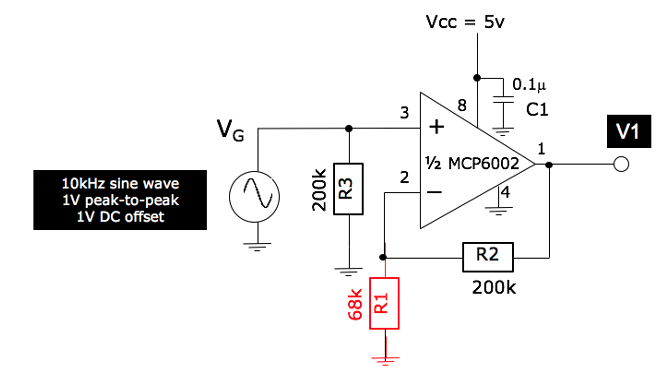 Vcc = 5v
0.1µ
C1
8
3
+
V1
VG
½ MCP6002
1
10kHz sine wave
1V peak-to-peak
1V DC offset
200k
R3
2
−
4
R2
200k
68k
R1